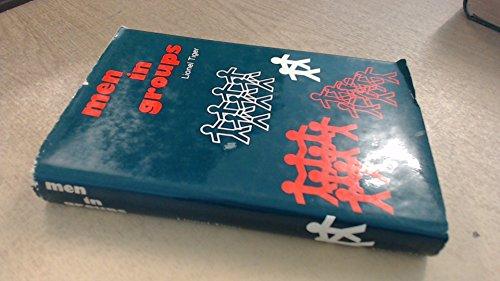 men
in
groups
Lionel Tiger
men
in
groups